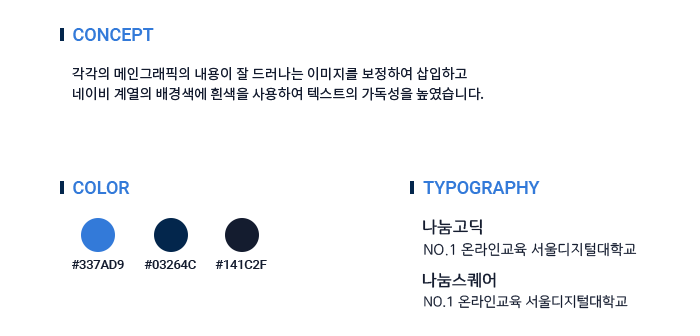 CONCEPT
각각의 메인그래픽의 내용이 잘 드러나는 이미지를 보정하여 삽입하고
네이비 계열의 배경색에 흰색을 사용하여 텍스트의 가독성을 높였습니다.
COLOR
#337AD9 #03264C #141C2F
TYPOGRAPHY
나눔고딕
NO.1 온라인교육 서울디지털대학교
나눔스퀘어
NO.1 온라인교육 서울디지털대학교